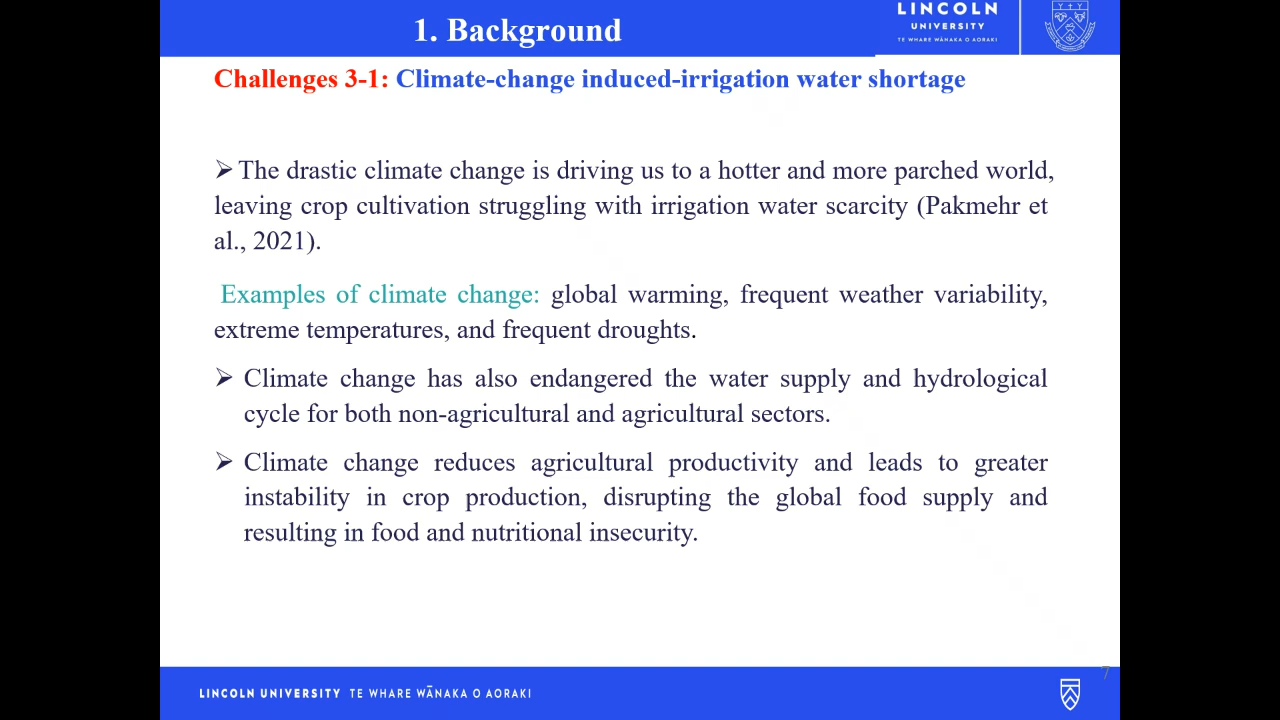 1. Background
LINCOLN
UNIVERSITY
TE WHARE WĀNAKA O AORAKI
Challenges 3-1: Climate-change induced-irrigation water shortage
➢ The drastic climate change is driving us to a hotter and more parched world,
leaving crop cultivation struggling with irrigation water scarcity (Pakmehr et
al., 2021).
Examples of climate change: global warming, frequent weather variability,
extreme temperatures, and frequent droughts.
➢ Climate change has also endangered the water supply and hydrological
cycle for both non-agricultural and agricultural sectors.
➢ Climate change reduces agricultural productivity and leads to greater
instability in crop production, disrupting the global food supply and
resulting in food and nutritional insecurity.
7
LINCOLN UNIVERSITY TE WHARE WĀNAKA O AORAKI